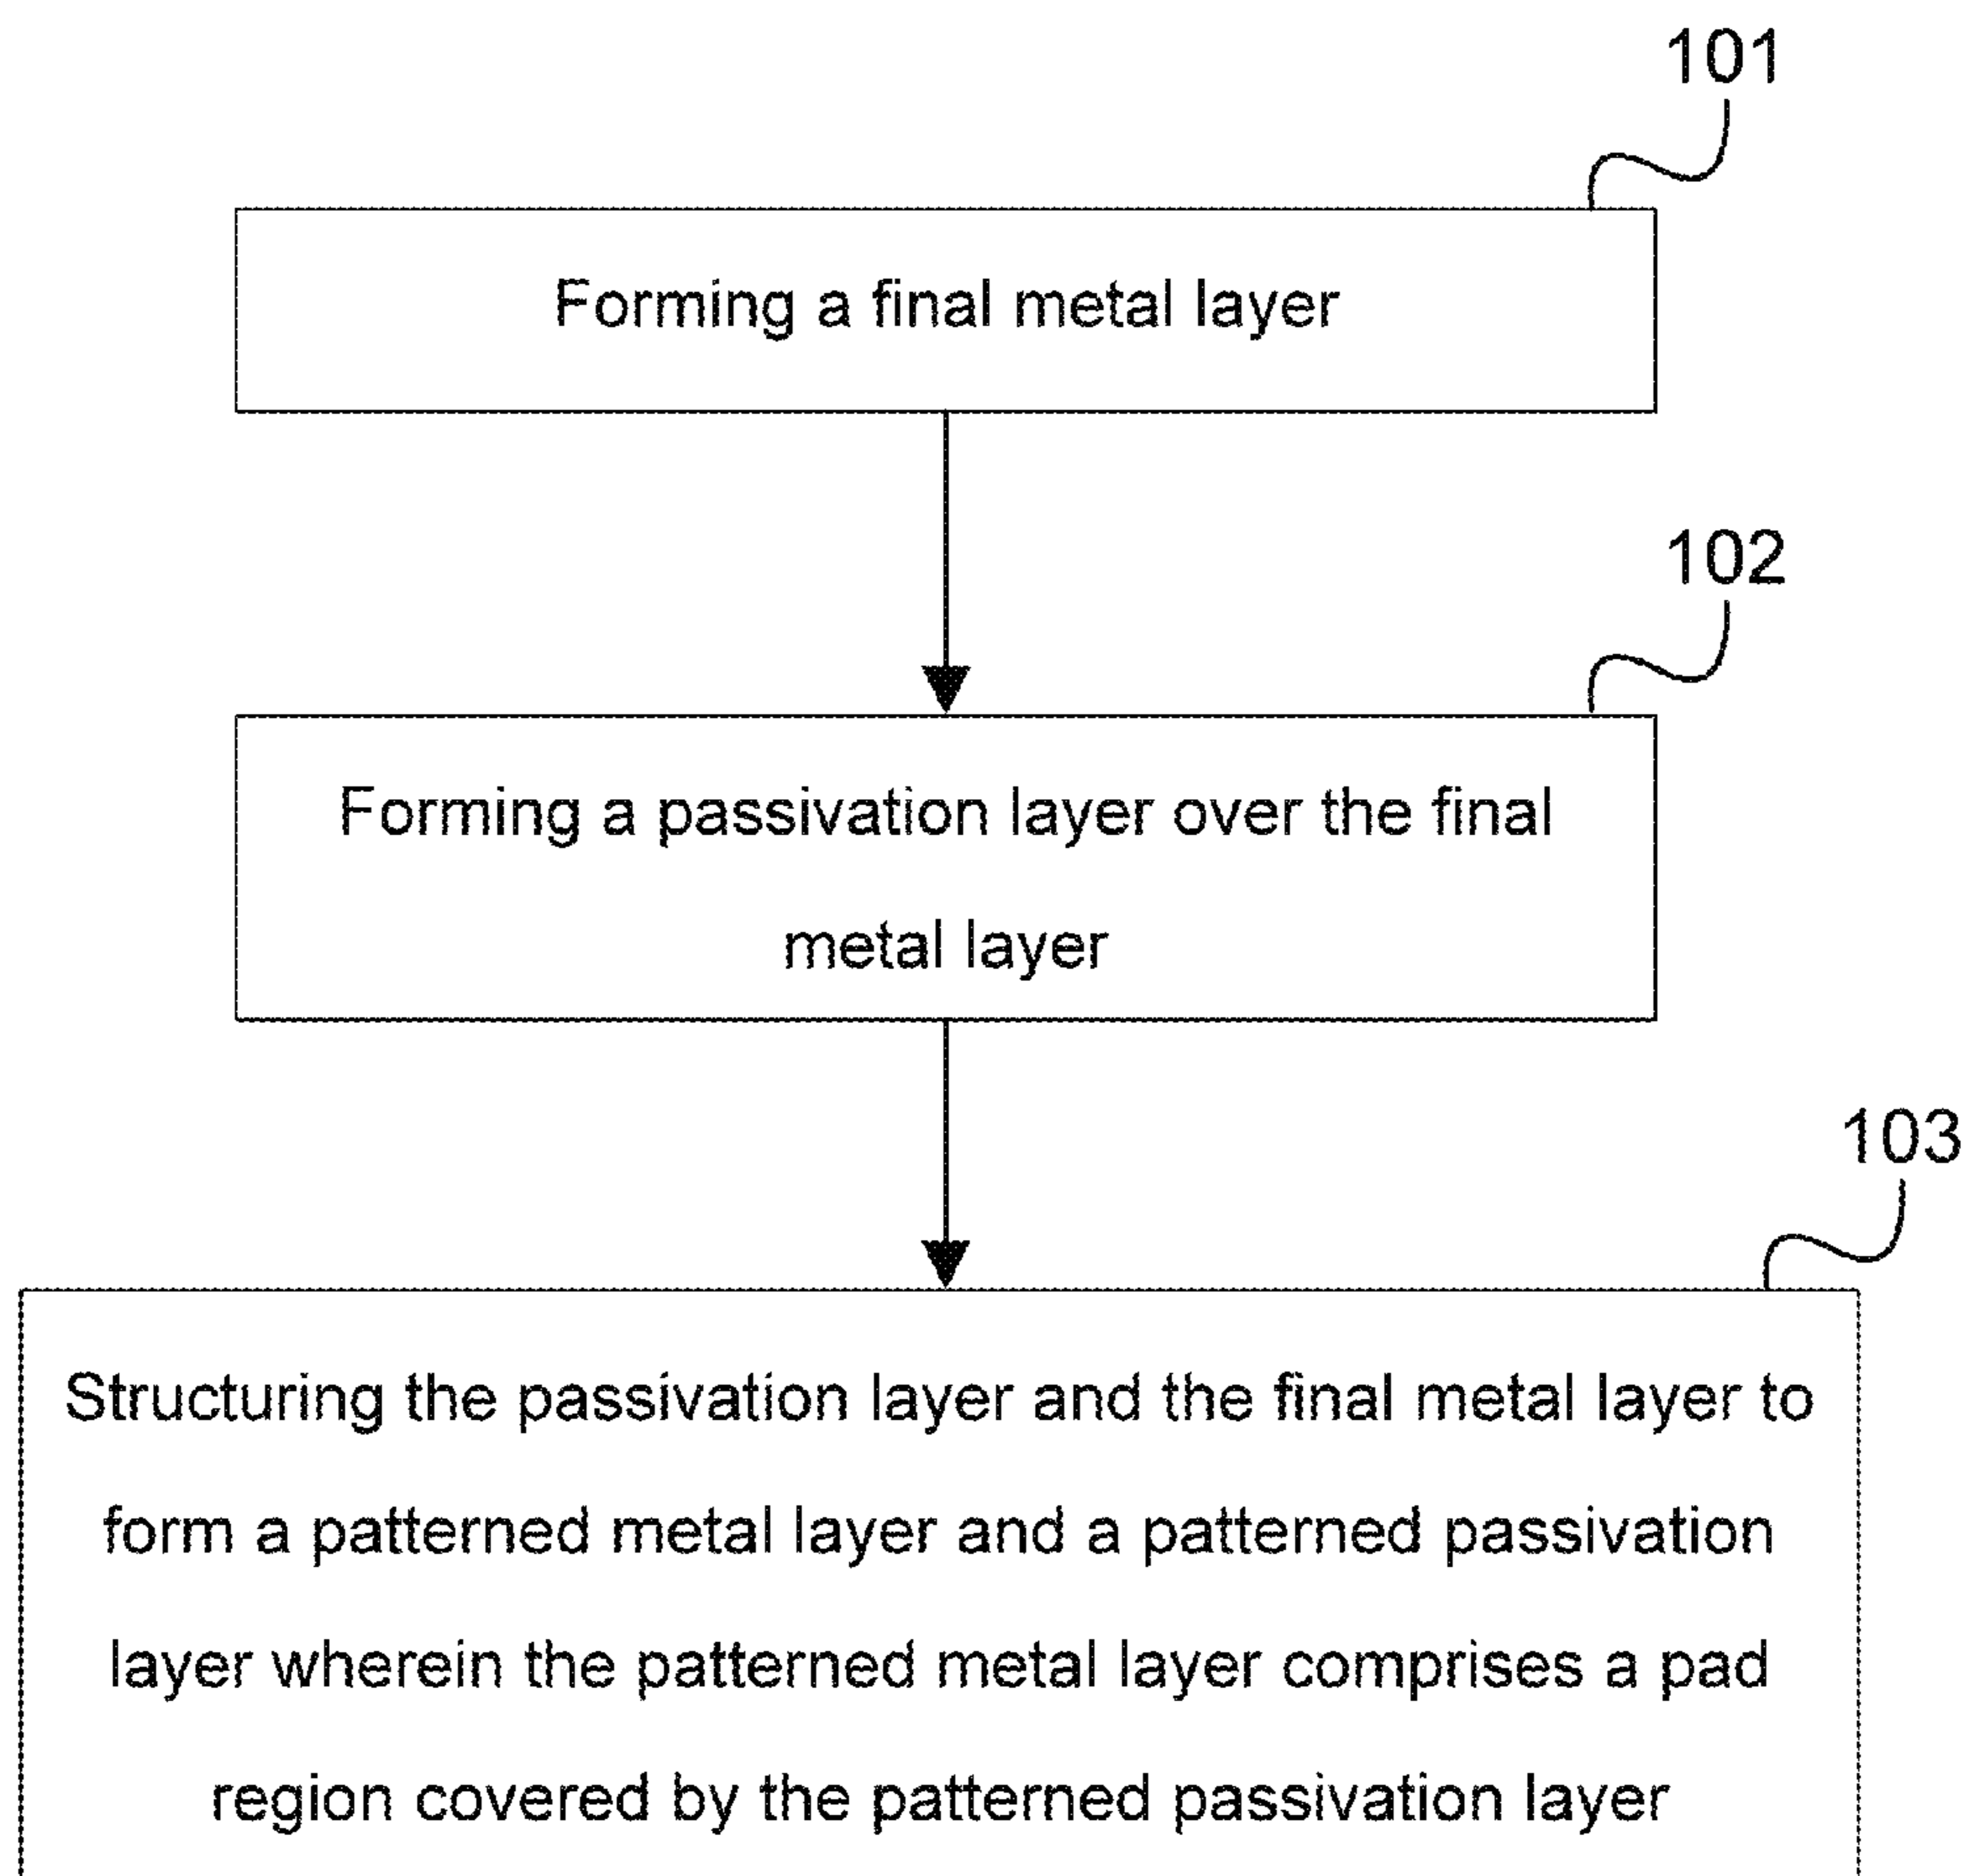 101
Forming a final metal layer
102
Forming a passivation layer over the final
metal layer
103
Structuring the passivation layer and the final metal layer to
form a patterned metal layer and a patterned passivation
layer wherein the patterned metal layer comprises a pad
region covered by the patterned passivation layer